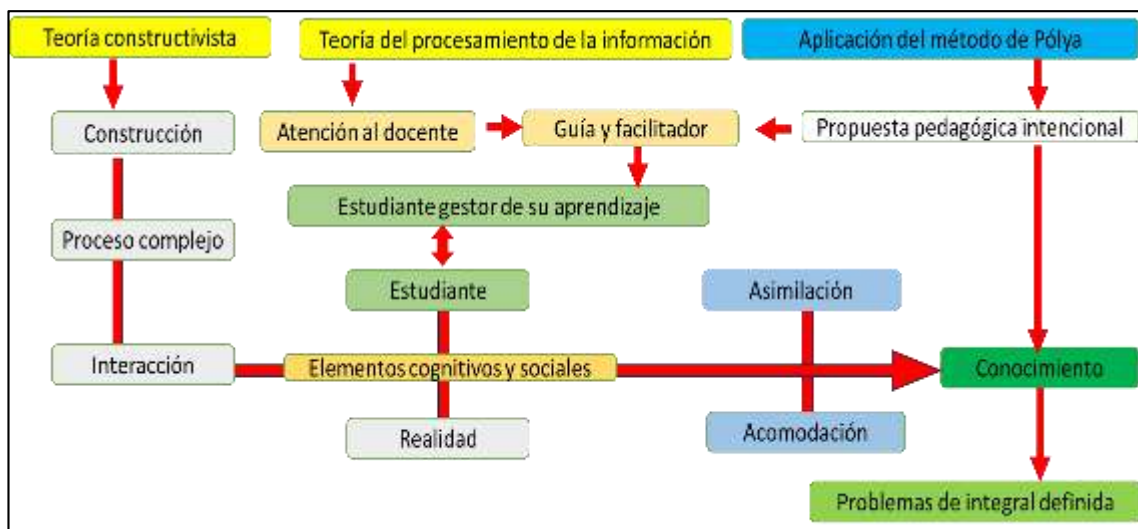 Teoría constructivista
Teoría del procesamiento de la información
Aplicación del método de Pólya
Construcción
Atención al docente
Guía y facilitador
Propuesta pedagógica intencional
Estudiante gestor de su aprendizaje
Proceso complejo
Estudiante
Asimilación
Interacción
Elementos cognitivos y sociales
Conocimiento
Realidad
Acomodación
Problemas de integral definida